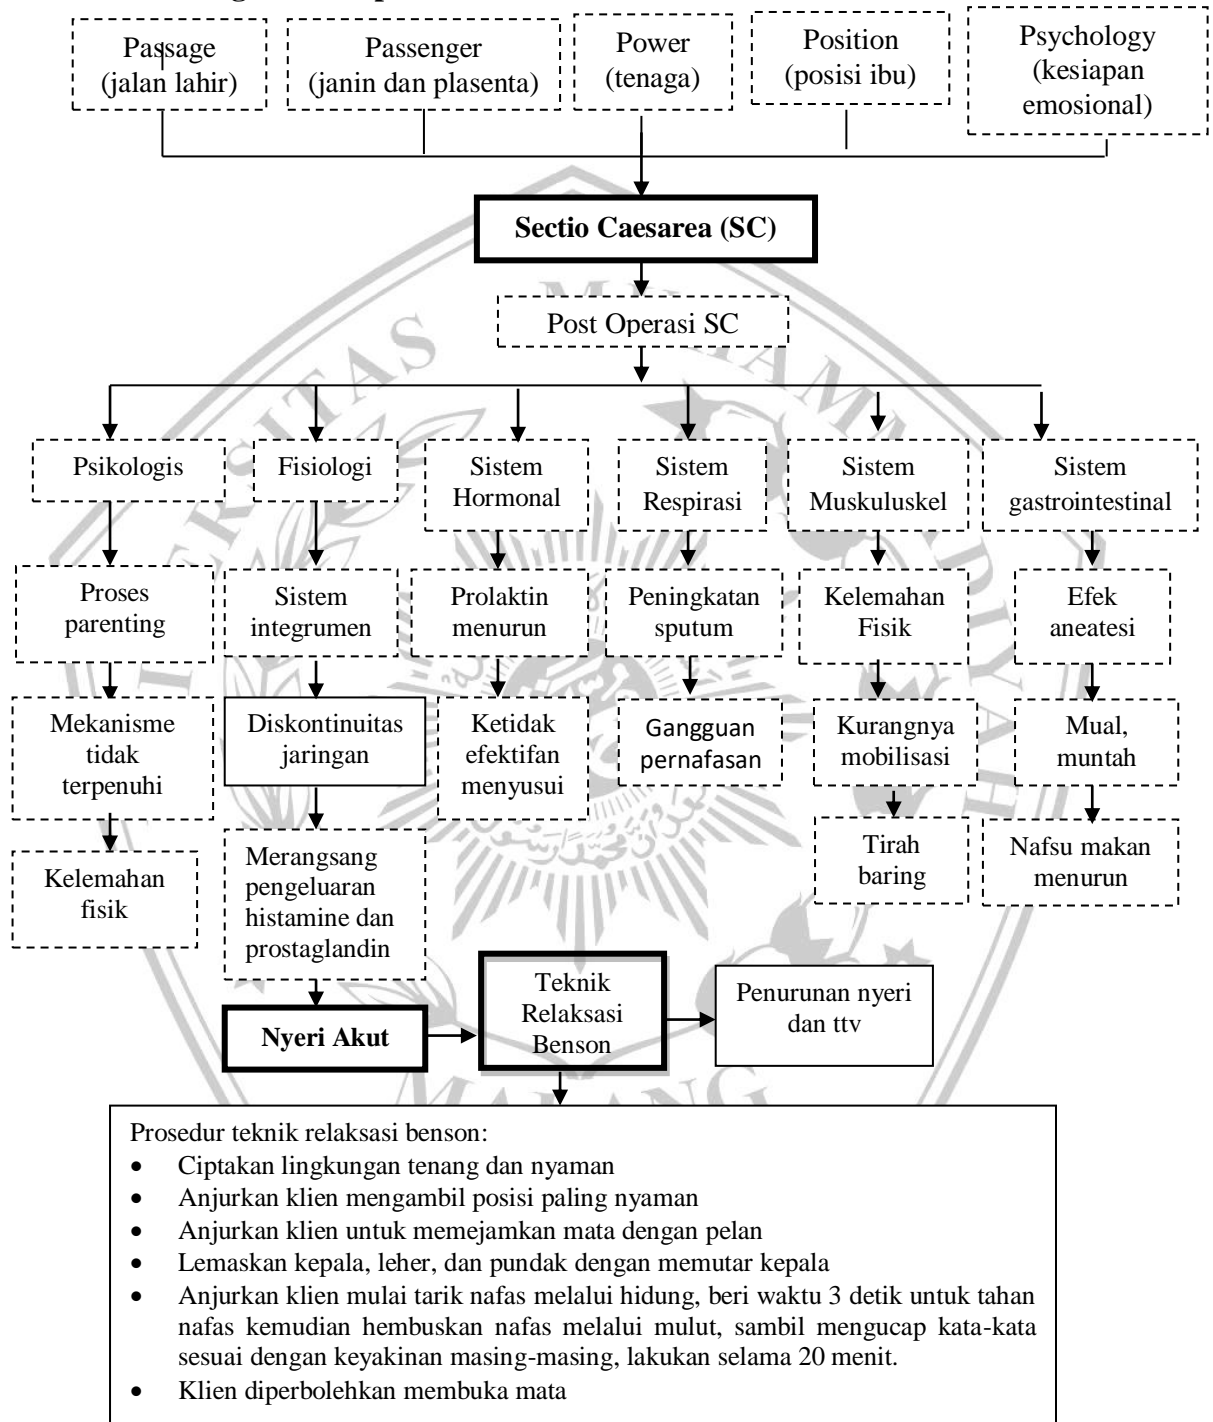 Passage
(jalan lahir)
Passenger
(janin dan plasenta)
Power
(tenaga)
Position
(posisi ibu)
Psychology
(kesiapan
emosional)
Sectio Caesarea (SC)
Post Operasi SC
Psikologis
Fisiologi
Sistem
Hormonal
Sistem
Respirasi
Sistem
Muskuluskel
Sistem
gastrointestinal
Proses
parenting
Sistem
integrumen
Prolaktin
menurun
Peningkatan
sputum
Kelemahan
Fisik
Efek
aneatesi
Mekanisme
tidak
terpenuhi
Diskontinuitas
jaringan
Ketidak
efektifan
menyusui
Gangguan
pernafasan
Kurangnya
mobilisasi
Mual,
muntah
Kelemahan
fisik
Merangsang
pengeluaran
histamine dan
prostaglandin
Tirah
baring
Nafsu makan
menurun
Nyeri Akut
Teknik
Relaksasi
Benson
Penurunan nyeri
dan ttv
Prosedur teknik relaksasi benson:
• Ciptakan lingkungan tenang dan nyaman
• Anjurkan klien mengambil posisi paling nyaman
• Anjurkan klien untuk memejamkan mata dengan pelan
• Lemaskan kepala, leher, dan pundak dengan memutar kepala
• Anjurkan klien mulai tarik nafas melalui hidung, beri waktu 3 detik untuk tahan
nafas kemudian hembuskan nafas melalui mulut, sambil mengucap kata-kata
sesuai dengan keyakinan masing-masing, lakukan selama 20 menit.
• Klien diperbolehkan membuka mata
MALANG